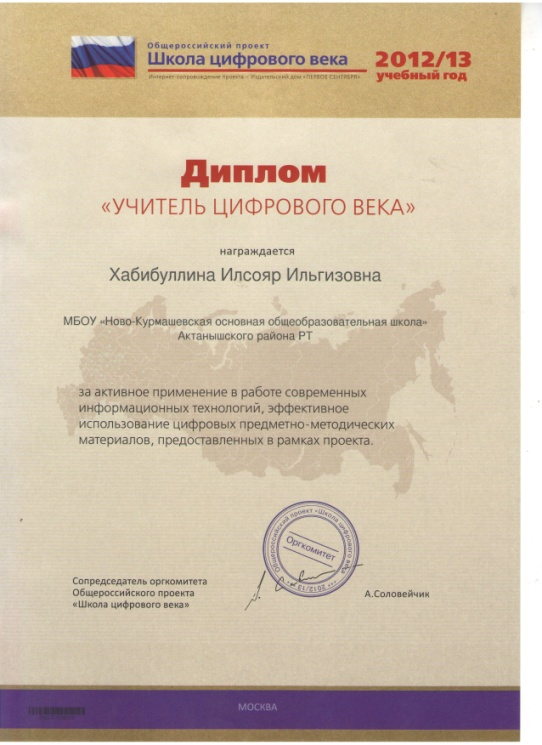 Общероссийский проект
Школа цифрового века
Интернет-сопровождение проекта – Издательский дом «ПЕРВОЕ СЕНТЯБРЯ»
2012/13
учебный год
Диплом
«УЧИТЕЛЬ ЦИФРОВОГО ВЕКА»
награждается
Хабибуллина Илсояр Ильгизовна
МБОУ «Ново-Курмашевская основная общеобразовательная школа»
Актанышского района РТ
за активное применение в работе современных
информационных технологий, эффективное
использование цифровых предметно-методических
материалов, предоставленных в рамках проекта.
Общероссийский проект «Школа цифрового века»
Оргкомитет
2012/13
Сопредседатель оргкомитета
Общероссийского проекта
«Школа цифрового века»
А.Соловейчик
МОСКВА